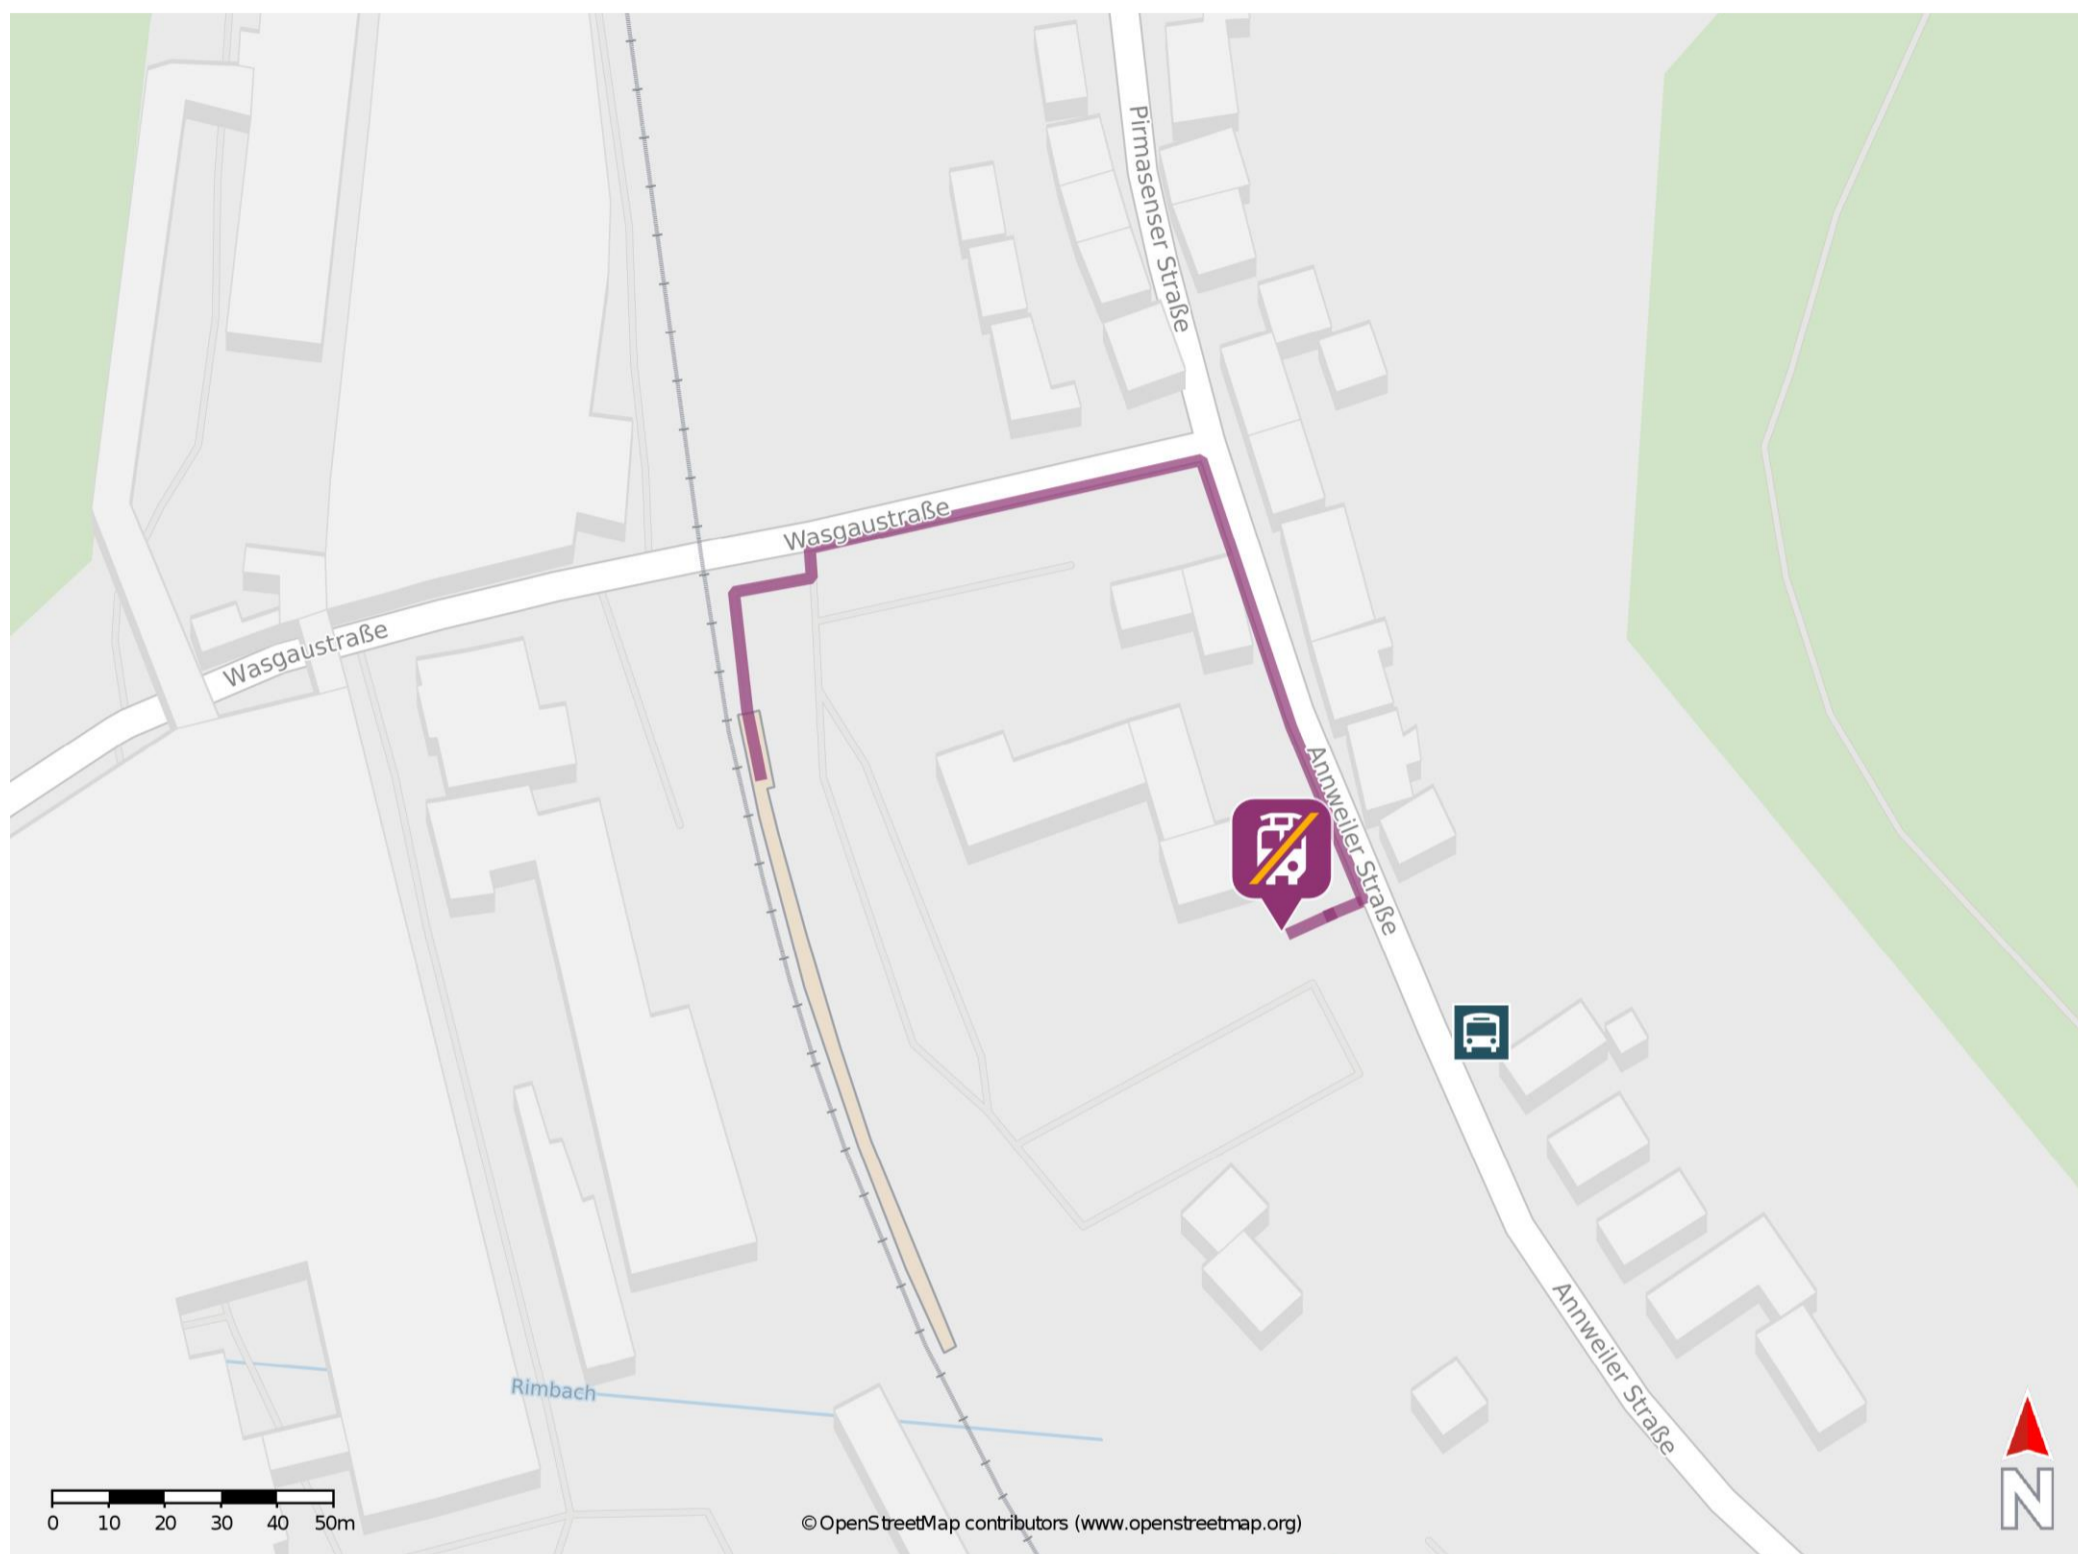 Pirmasenser Straße
Wasgaustraße
Wasgaustraße
Annweiler Straße
Annweiler Straße
Rimbach
0 10 20 30 40 50m
© OpenStreetMap contributors (www.openstreetmap.org)
N